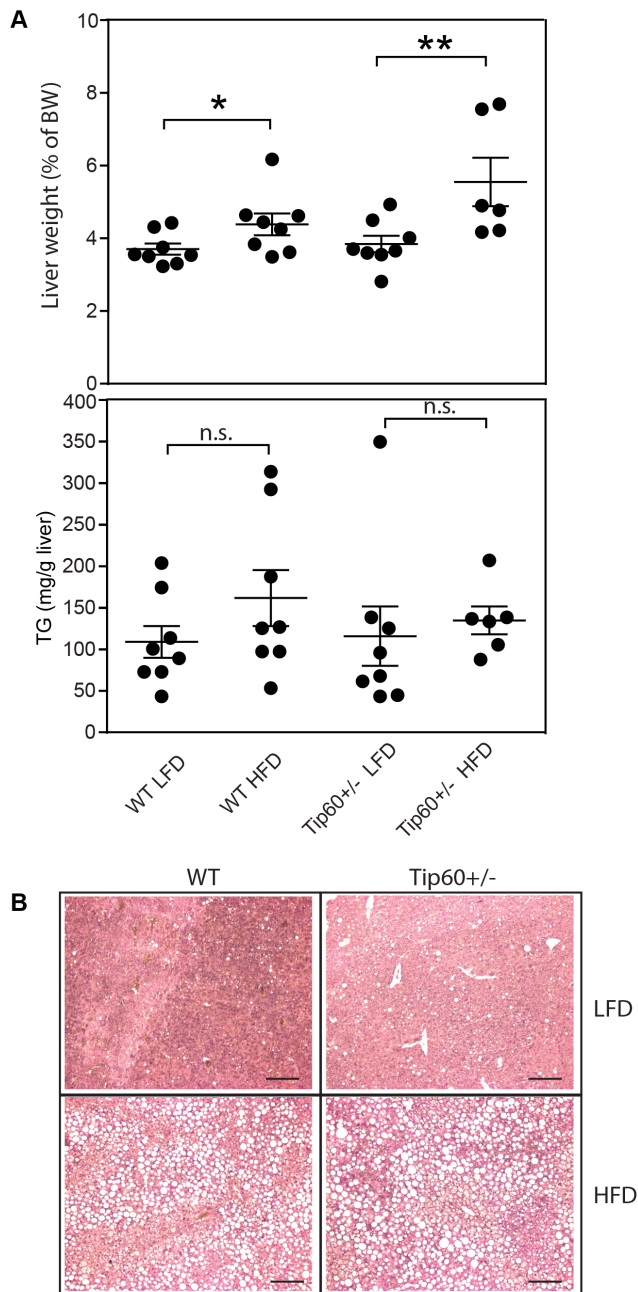 A
10
8
6
4
2
0
Liver weight (% of BW)
*
**
400
350
300
250
200
150
100
50
0
TG (mg/g liver)
n.s.
n.s.
WT LFD
WT HFD
Tip60+/- LFD
Tip60+/- HFD
B
WT
Tip60+/-
LFD
HFD